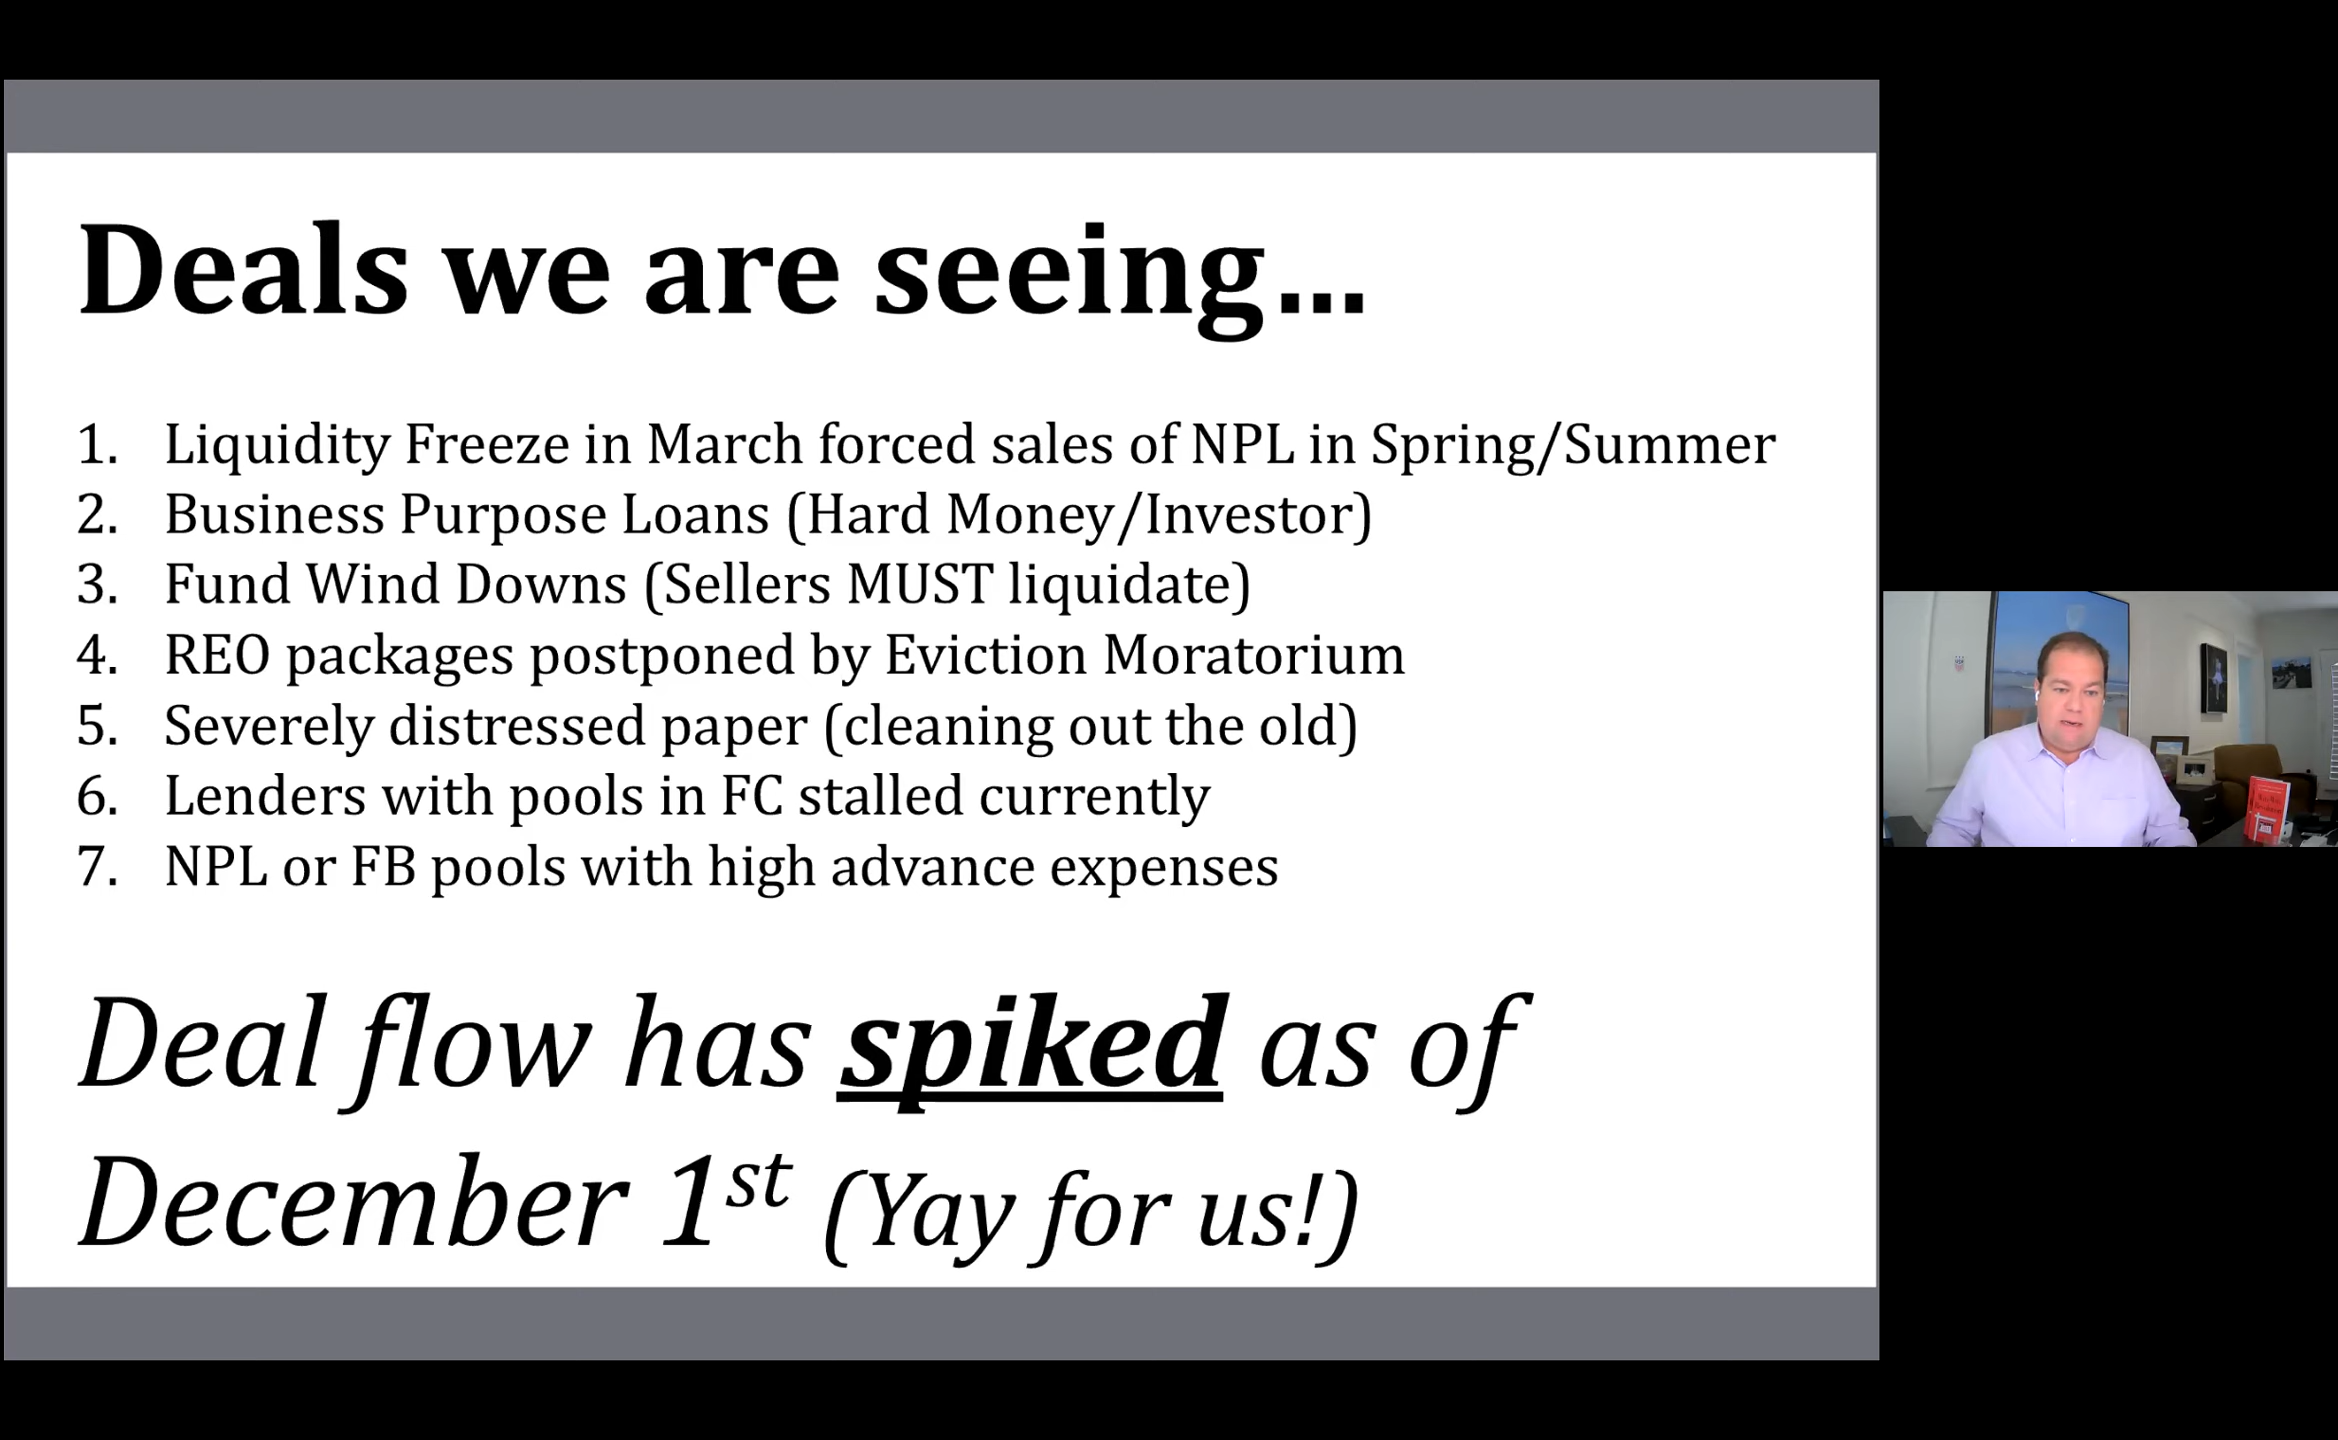 Deals we are seeing...
1. Liquidity Freeze in March forced sales of NPL in Spring/Summer
2. Business Purpose Loans (Hard Money/Investor)
3. Fund Wind Downs (Sellers MUST liquidate)
4. REO packages postponed by Eviction Moratorium
5. Severely distressed paper (cleaning out the old)
6. Lenders with pools in FC stalled currently
7. NPL or FB pools with high advance expenses
Deal flow has spiked as of
December 1st (Yay for us!)